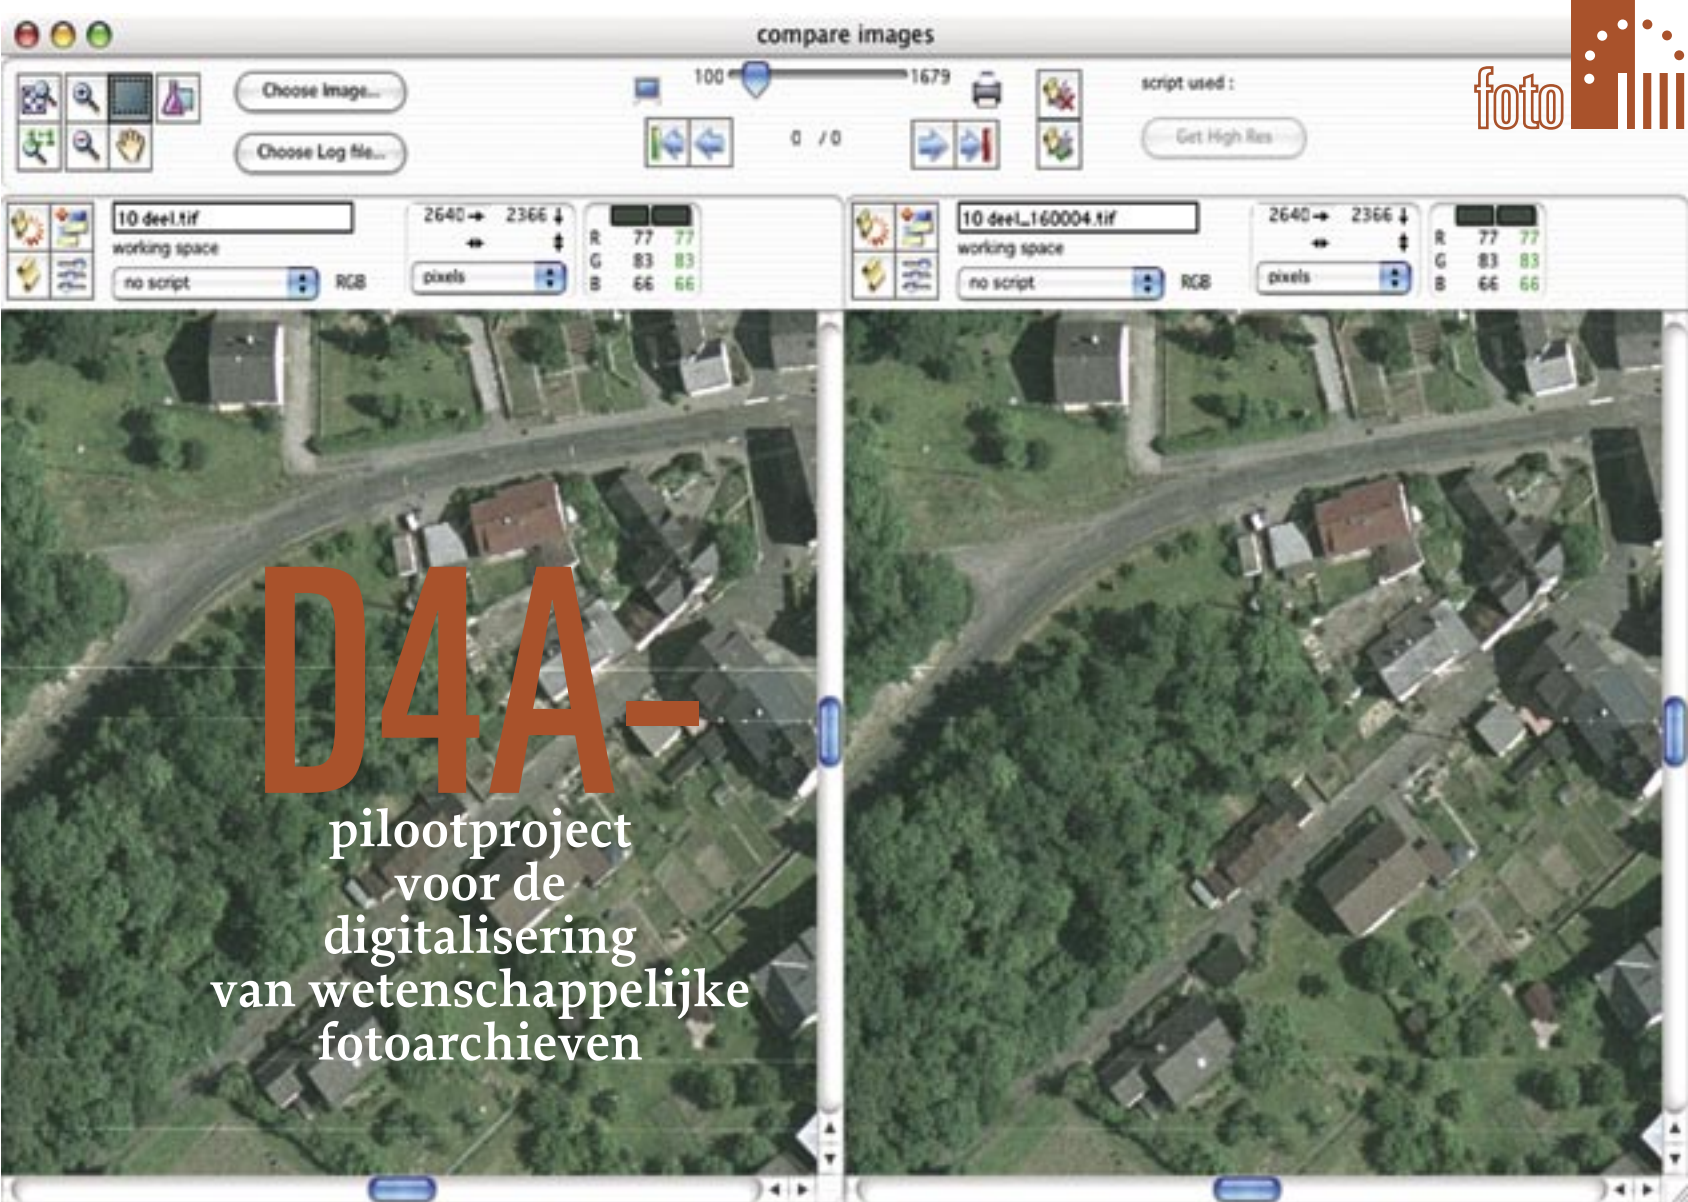 compare images
foto
Choose Image...
100 1679
script used :
Choose Log file...
0 / 0
Get High Res
10 deel.tif
2640 2366
working space
R 77 77
G 83 83
B 66 66
no script RGB
pixels
10 deel_160004.tif
2640 2366
working space
R 77 77
G 83 83
B 66 66
no script RGB
pixels
D4A-
pilootproject
voor de
digitalisering
van wetenschappelijke
fotoarchieven